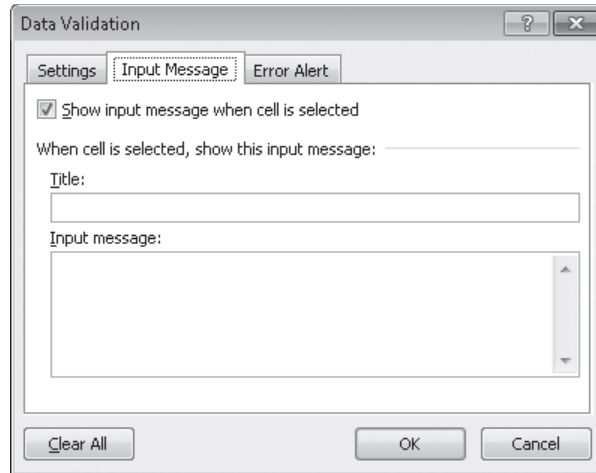 Data Validation
Settings Input Message Error Alert
Show input message when cell is selected
When cell is selected, show this input message:
Title:
Input message:
Clear All OK Cancel